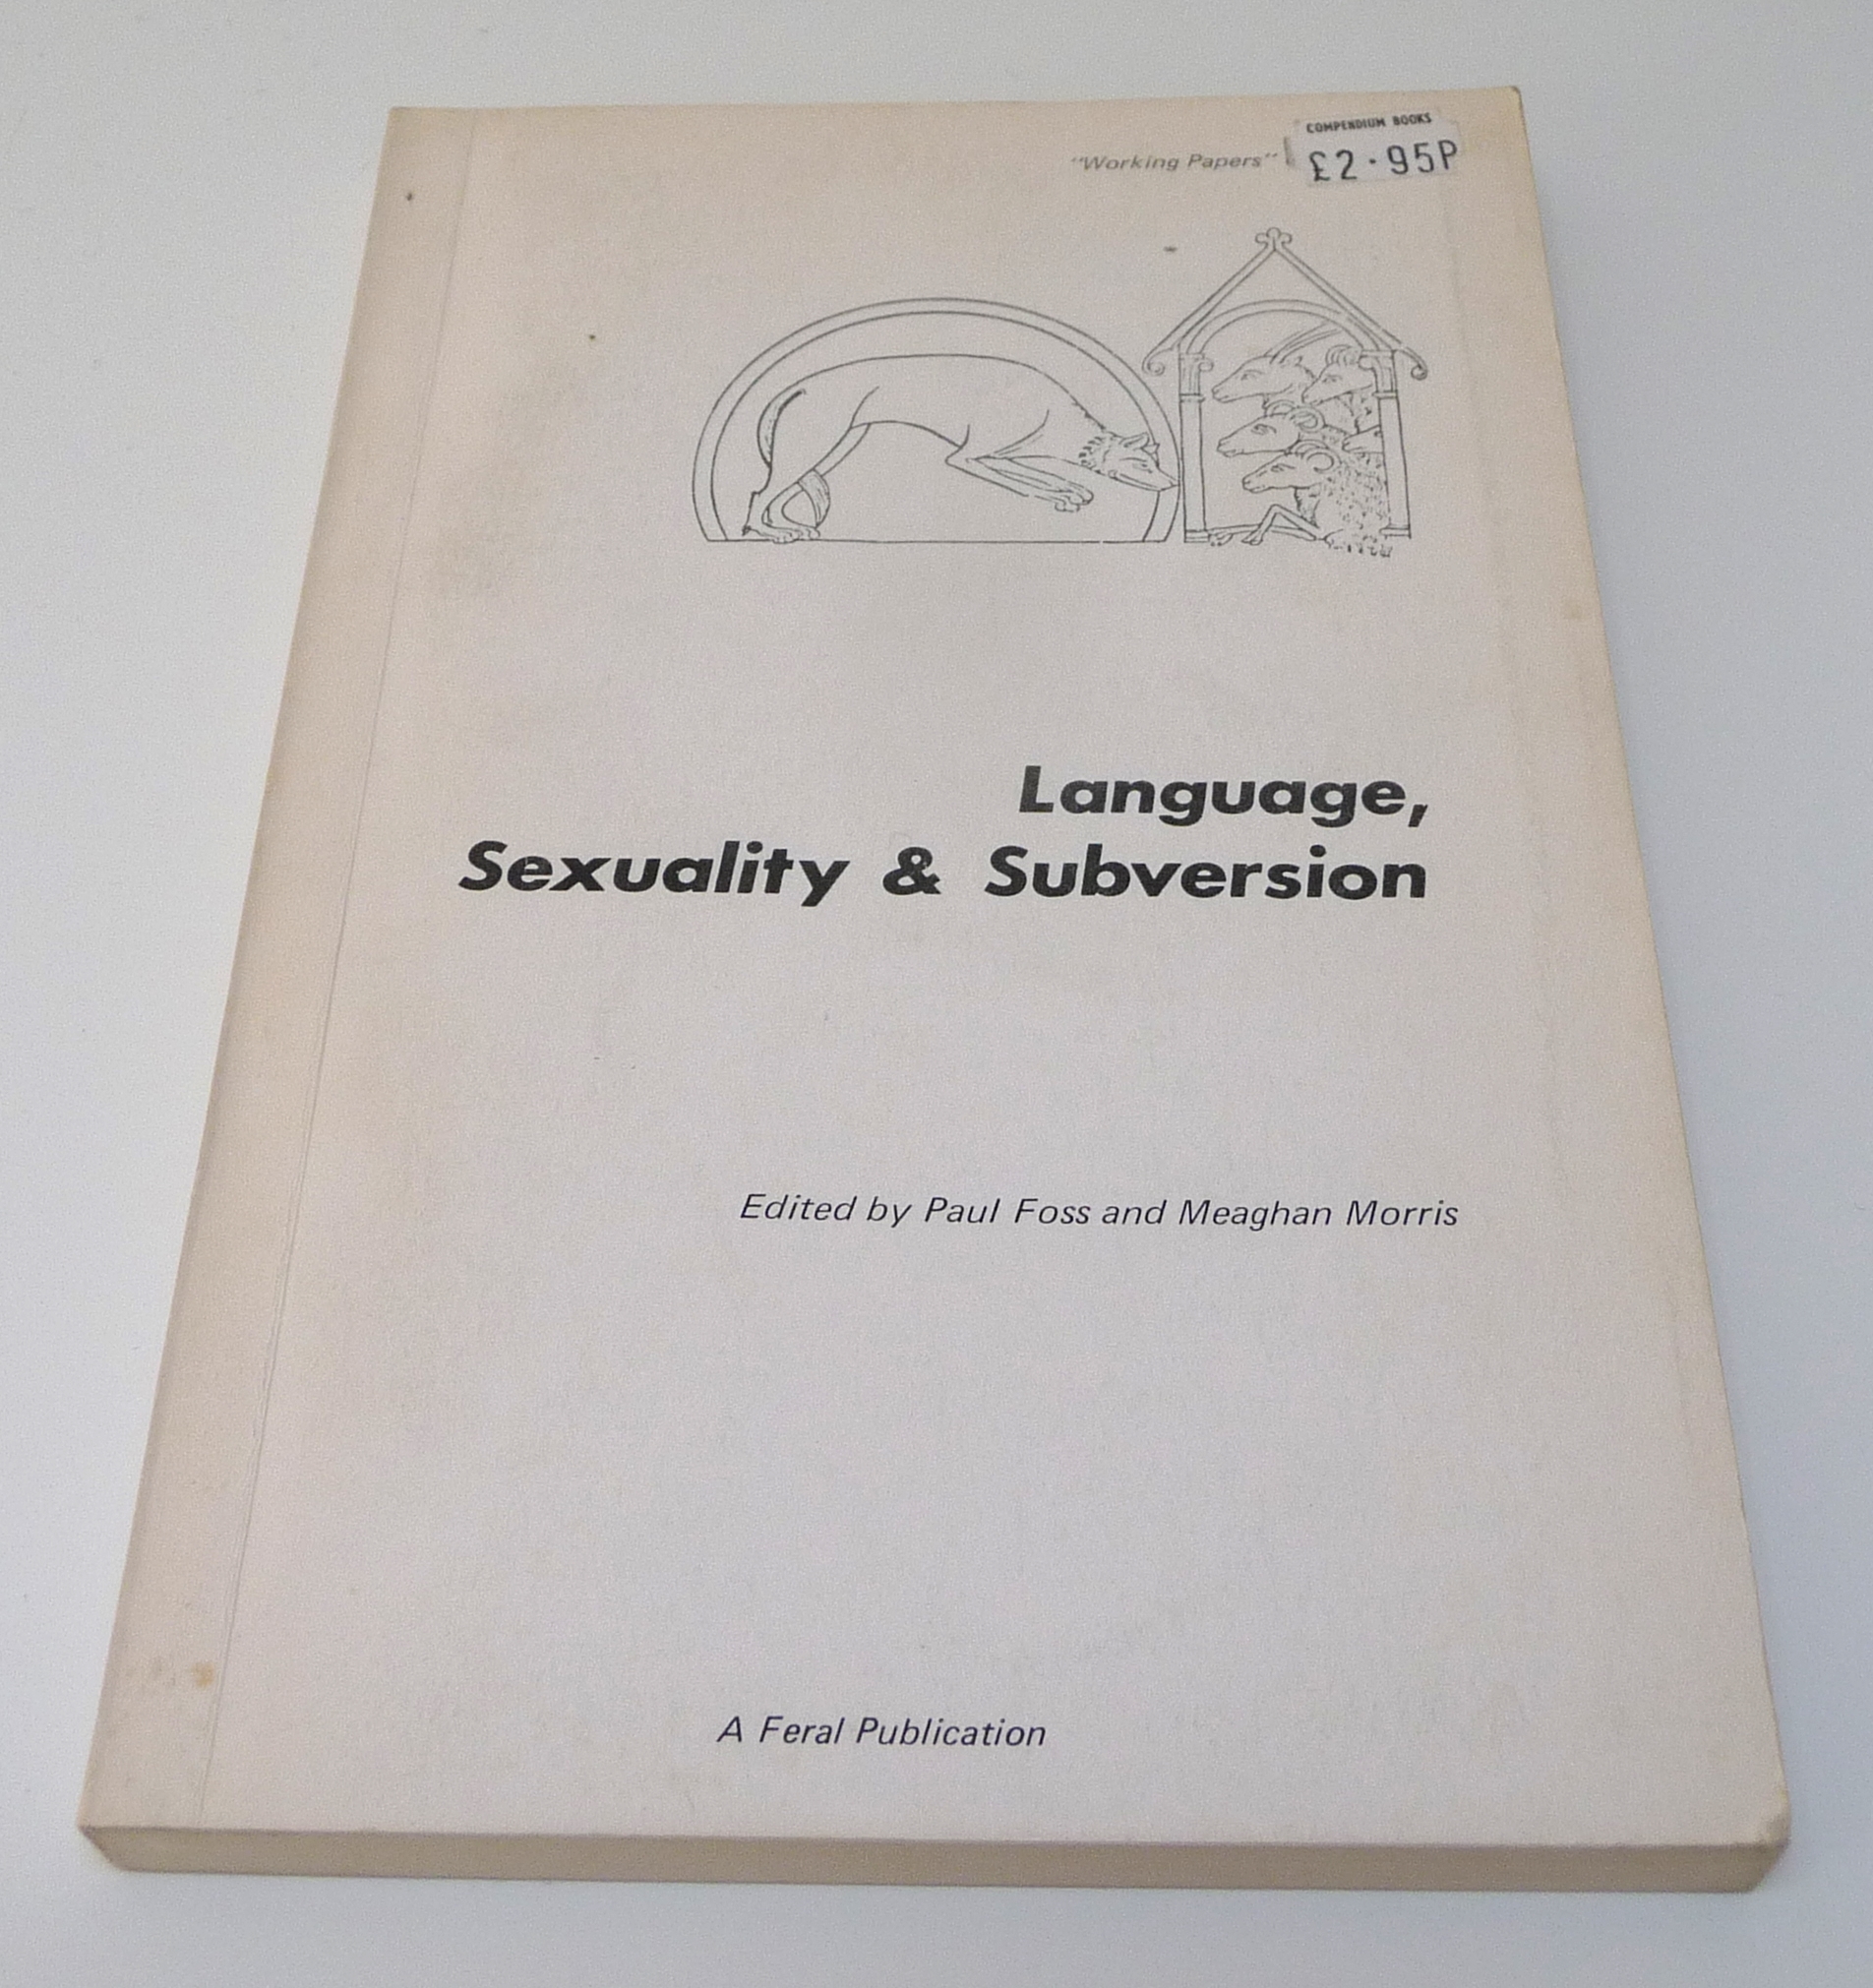 COMPENDIUM BOOKS
"Working Papers"
£2·95P
Language,
Sexuality & Subversion
Edited by Paul Foss and Meaghan Morris
A Feral Publication